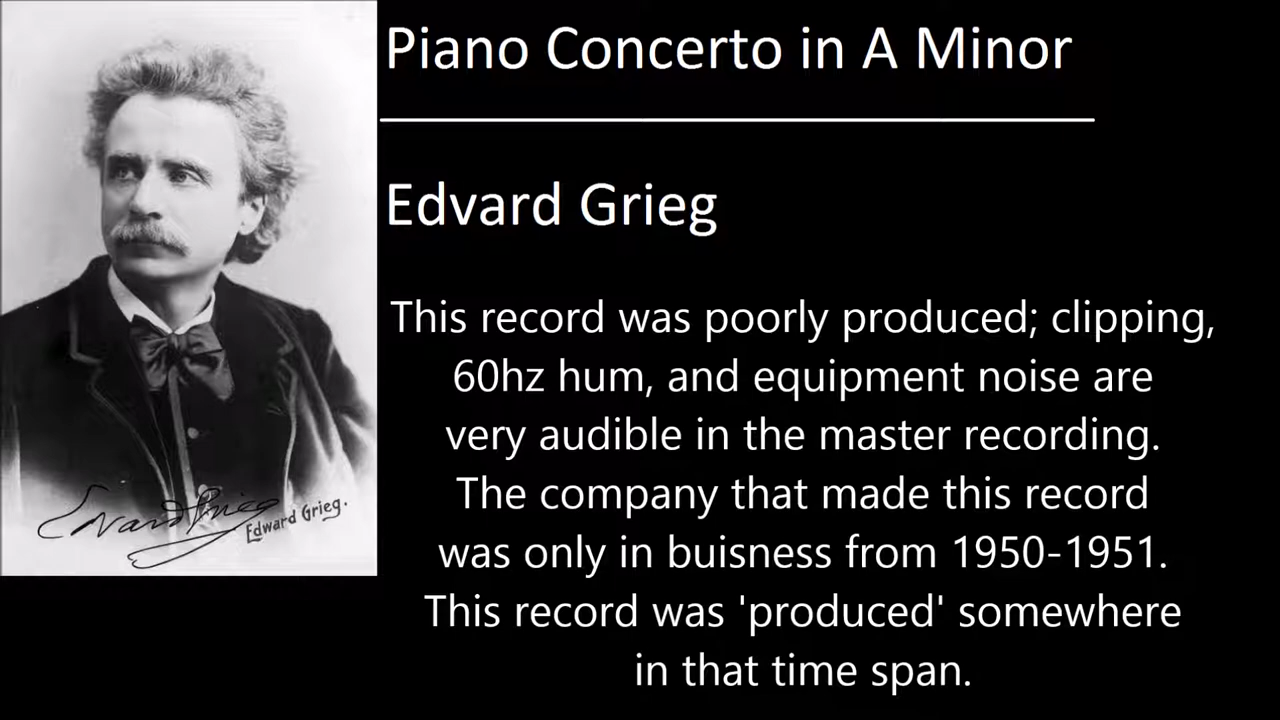 Piano Concerto in A Minor
Edvard Grieg
This record was poorly produced; clipping,
60hz hum, and equipment noise are
very audible in the master recording.
The company that made this record
was only in buisness from 1950-1951.
This record was 'produced' somewhere
in that time span.
Edvard Grieg
Edward Grieg.